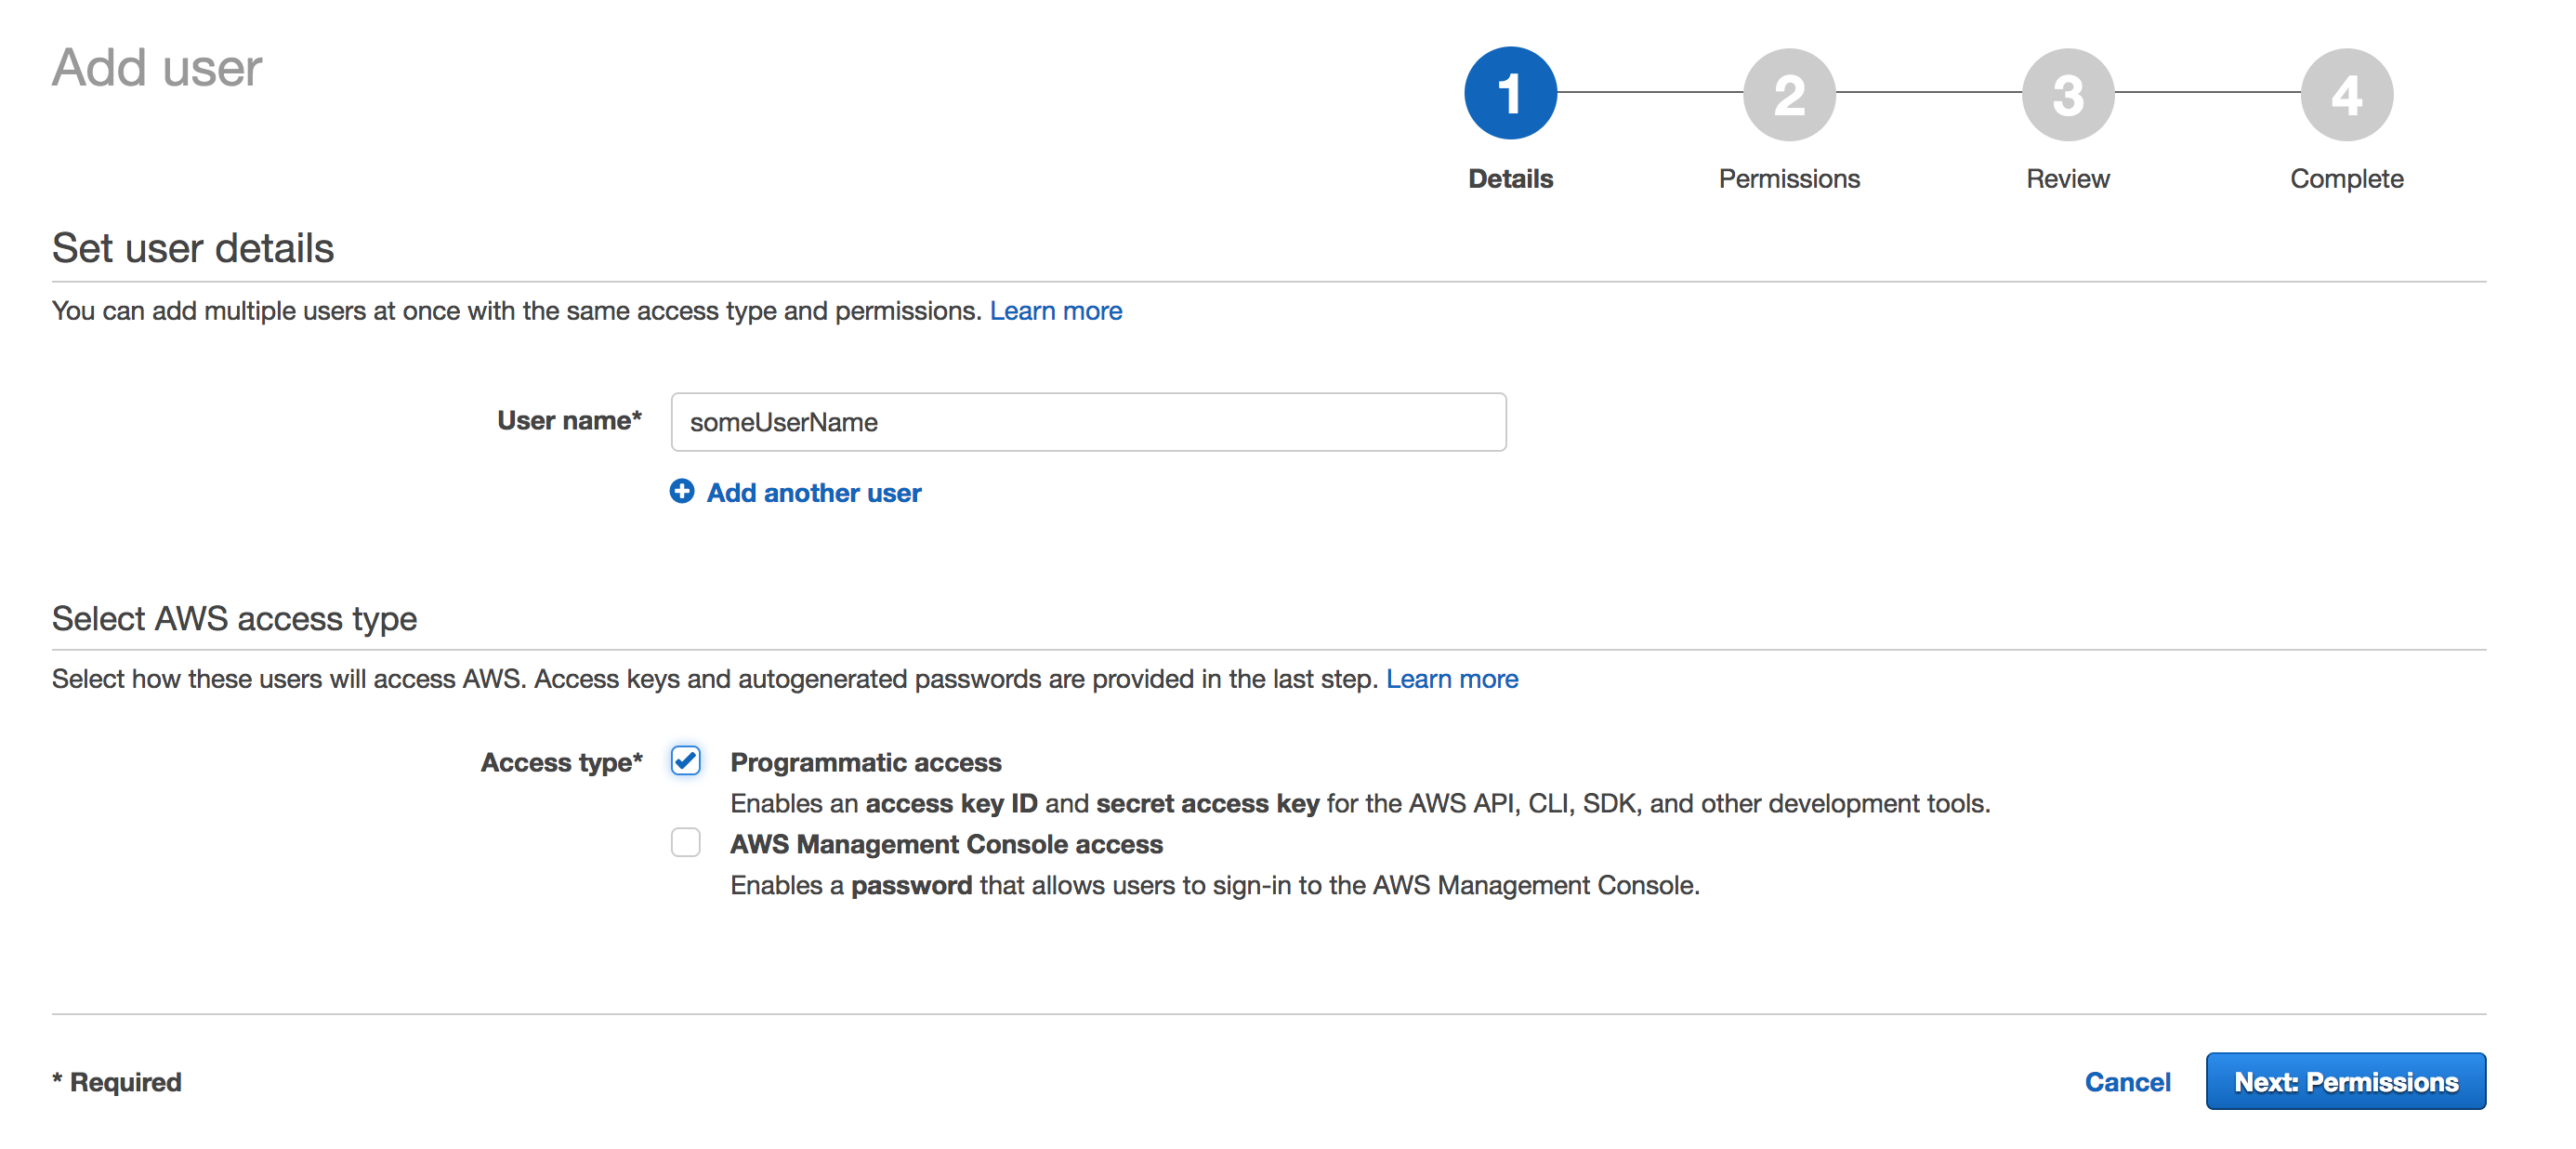 Add user
1
2
3
4
Details
Permissions
Review
Complete
Set user details
You can add multiple users at once with the same access type and permissions. Learn more
User name* someUserName
Add another user
Select AWS access type
Select how these users will access AWS. Access keys and autogenerated passwords are provided in the last step. Learn more
Access type* Programmatic access
Enables an access key ID and secret access key for the AWS API, CLI, SDK, and other development tools.
AWS Management Console access
Enables a password that allows users to sign-in to the AWS Management Console.
* Required
Cancel
Next: Permissions